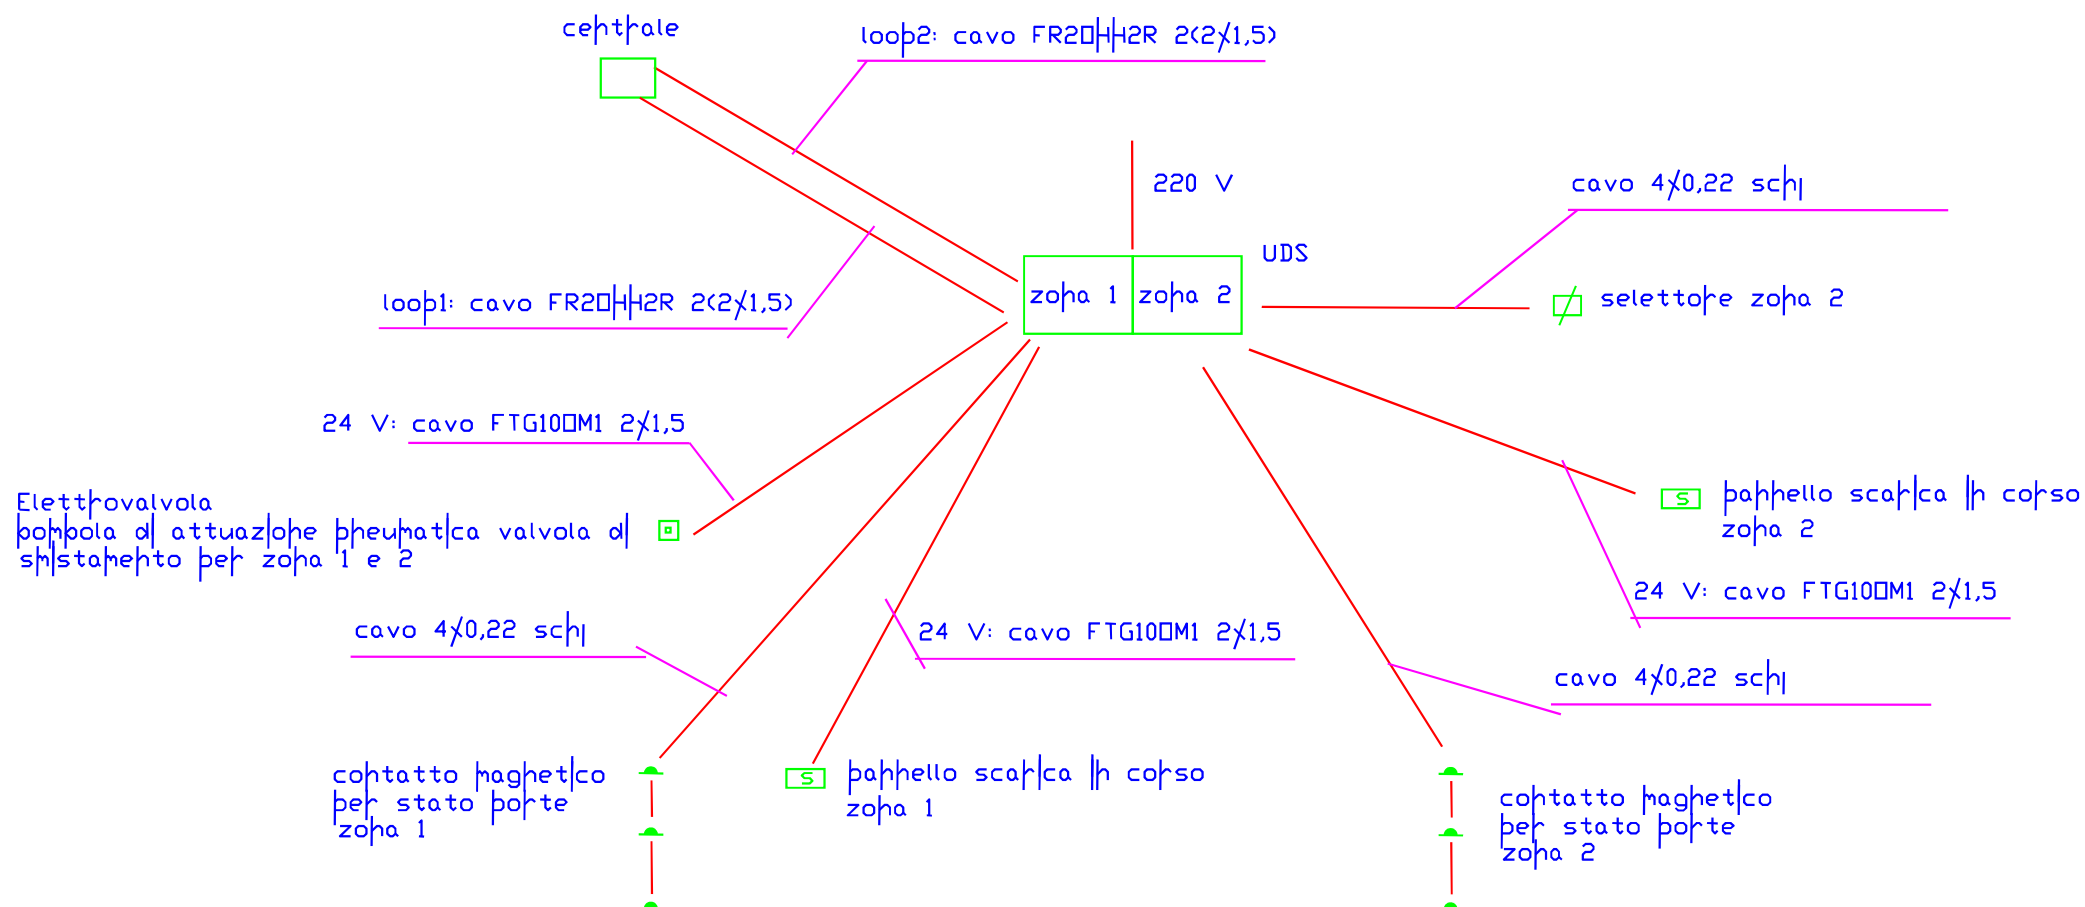 centrale
loop2: cavo FR2OHH2R 2(2x1,5)
220 V
cavo 4x0,22 sch
UDS
zona 1
zona 2
loop1: cavo FR2OHH2R 2(2x1,5)
selettore zona 2
24 V: cavo FTG10OM1 2x1,5
Elettrovalvola
bombola di attuazione pneumatica valvola di
smistamento per zona 1 e 2
S
pannello scarica in corso
zona 2
24 V: cavo FTG10OM1 2x1,5
cavo 4x0,22 sch
24 V: cavo FTG10OM1 2x1,5
cavo 4x0,22 sch
contatto magnetico
per stato porte
zona 1
S
pannello scarica in corso
zona 1
contatto magnetico
per stato porte
zona 2